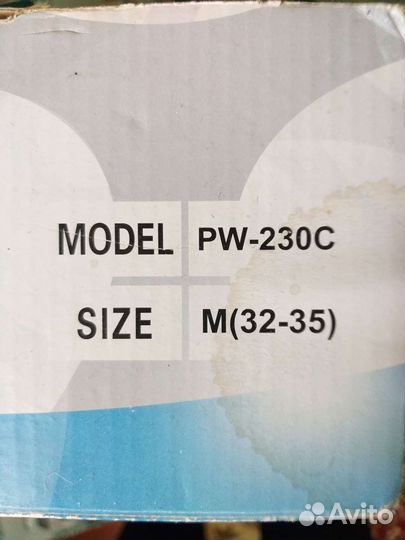 MODEL PW-230C
SIZE M(32-35)
Avito